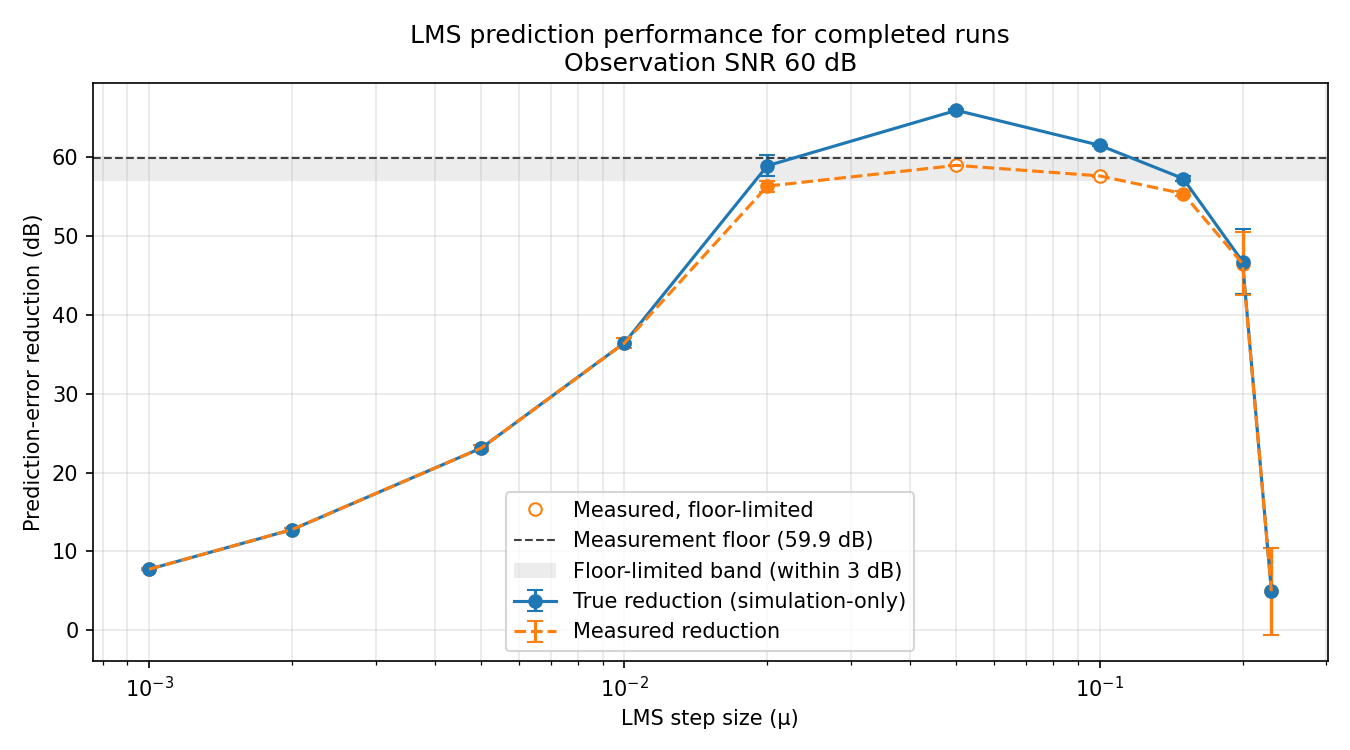 LMS prediction performance for completed runs
Observation SNR 60 dB
Prediction-error reduction (dB)
60
50
40
30
20
10
0
Measured, floor-limited
Measurement floor (59.9 dB)
Floor-limited band (within 3 dB)
True reduction (simulation-only)
Measured reduction
10⁻³
10⁻²
10⁻¹
LMS step size (μ)